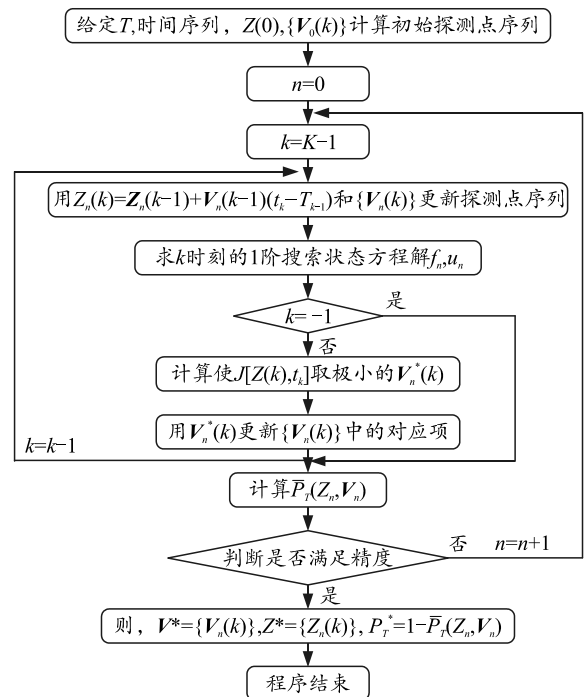 给定T,时间序列，Z(0),{V₀(k)}计算初始探测点序列
n=0
k=K−1
用Zₙ(k)=Zₙ(k−1)+Vₙ(k−1)(tₖ−Tₖ₋₁)和{Vₙ(k)}更新探测点序列
求k时刻的1阶搜索状态方程解fₙ,uₙ
k= −1
是
否
计算使J[Z(k),tₖ]取极小的Vₙ*(k)
用Vₙ*(k)更新{Vₙ(k)}中的对应项
k=k−1
计算P̅_T(Zₙ,Vₙ)
判断是否满足精度
否 n=n+1
是
则，V*={Vₙ(k)},Z*={Zₙ(k)},P_T*=1−P̅_T(Zₙ,Vₙ)
程序结束